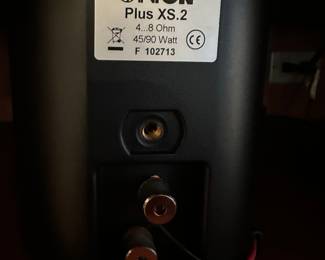 Plus XS.2
4...8 Ohm
45/90 Watt
CE
F 102713